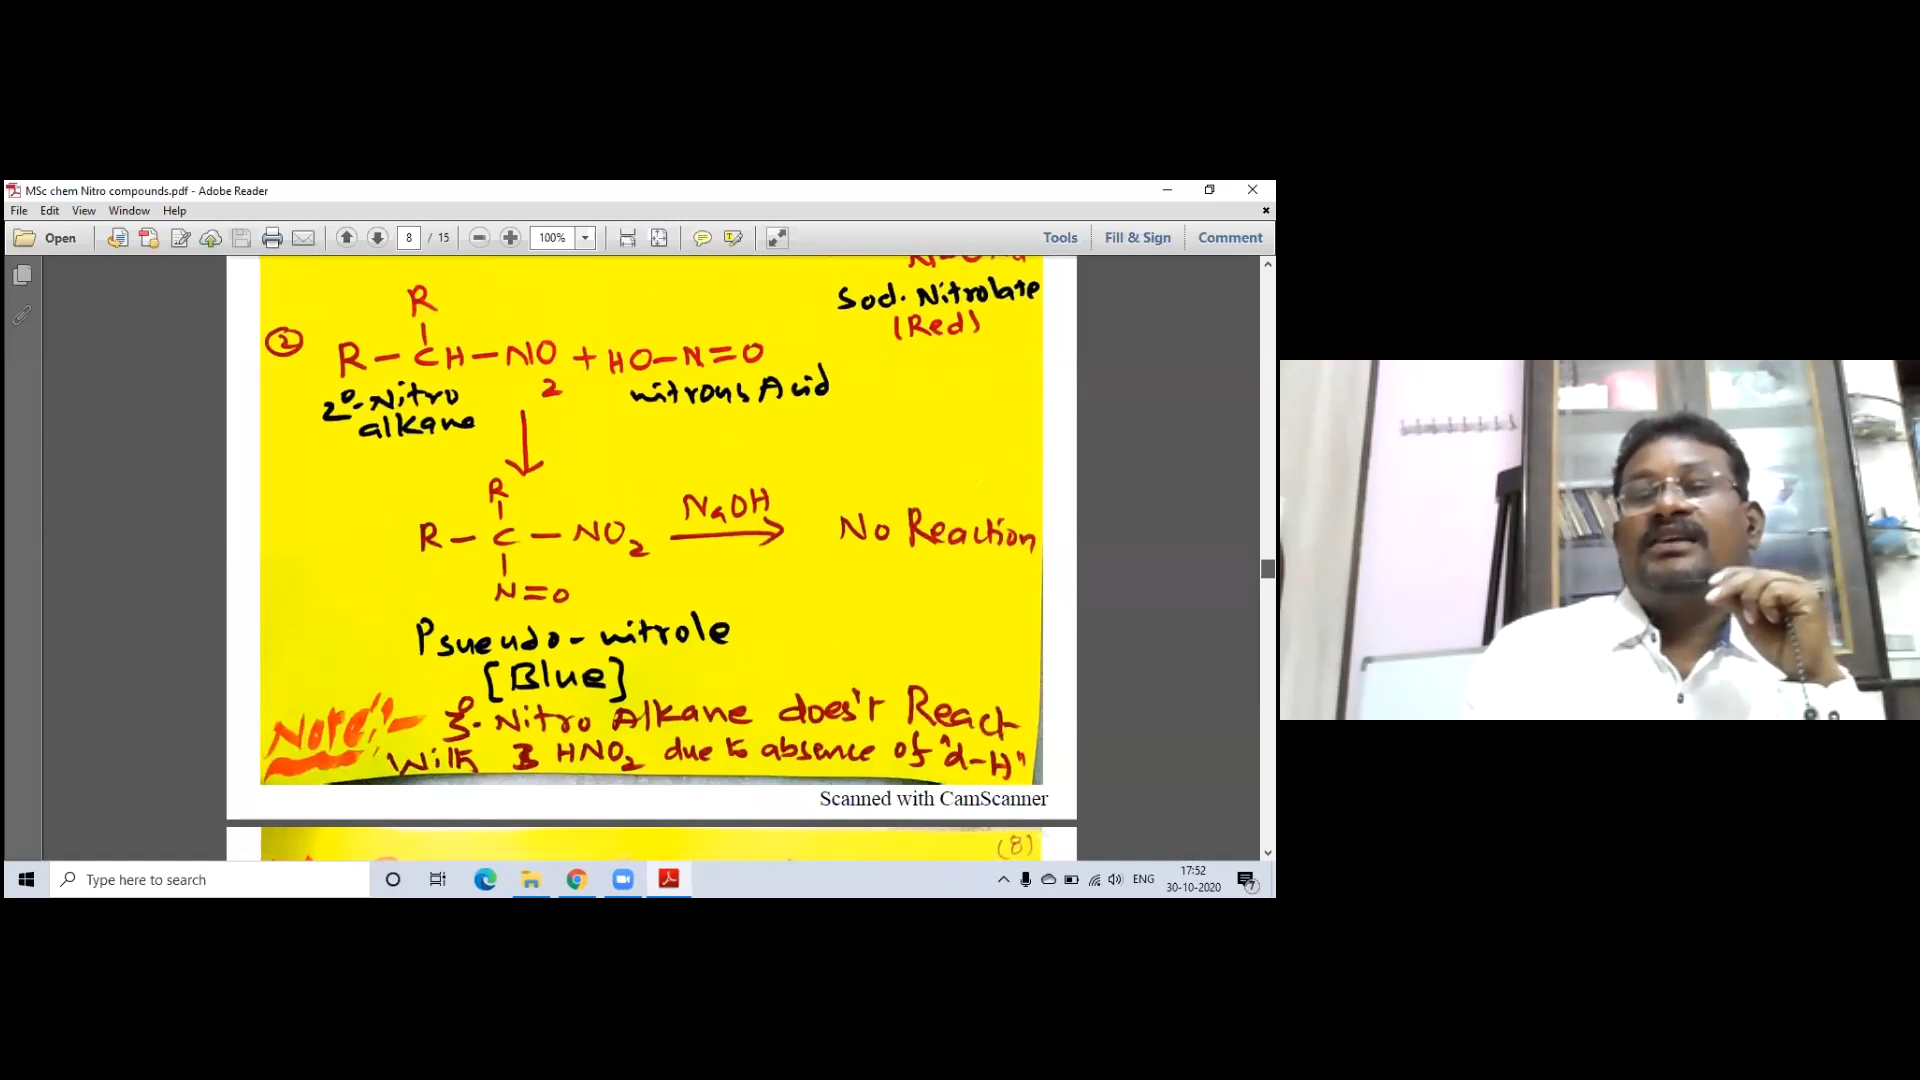 MSc chem Nitro compounds.pdf - Adobe Reader
File Edit View Window Help
Open 8 / 15 100% Tools Fill & Sign Comment
Sod. Nitrolate
(Red)
R
② R — CH — NO2 + HO — N = O
2°-Nitro alkane
nitrous Acid
R
R — C — NO2 NaOH No Reaction
N = O
Psueudo - nitrole
[Blue]
Note:- 3°- Nitro Alkane does't React
With HNO2 due to absence of "α-H"
Scanned with CamScanner
(8)
Type here to search
ENG
17:52
30-10-2020
7